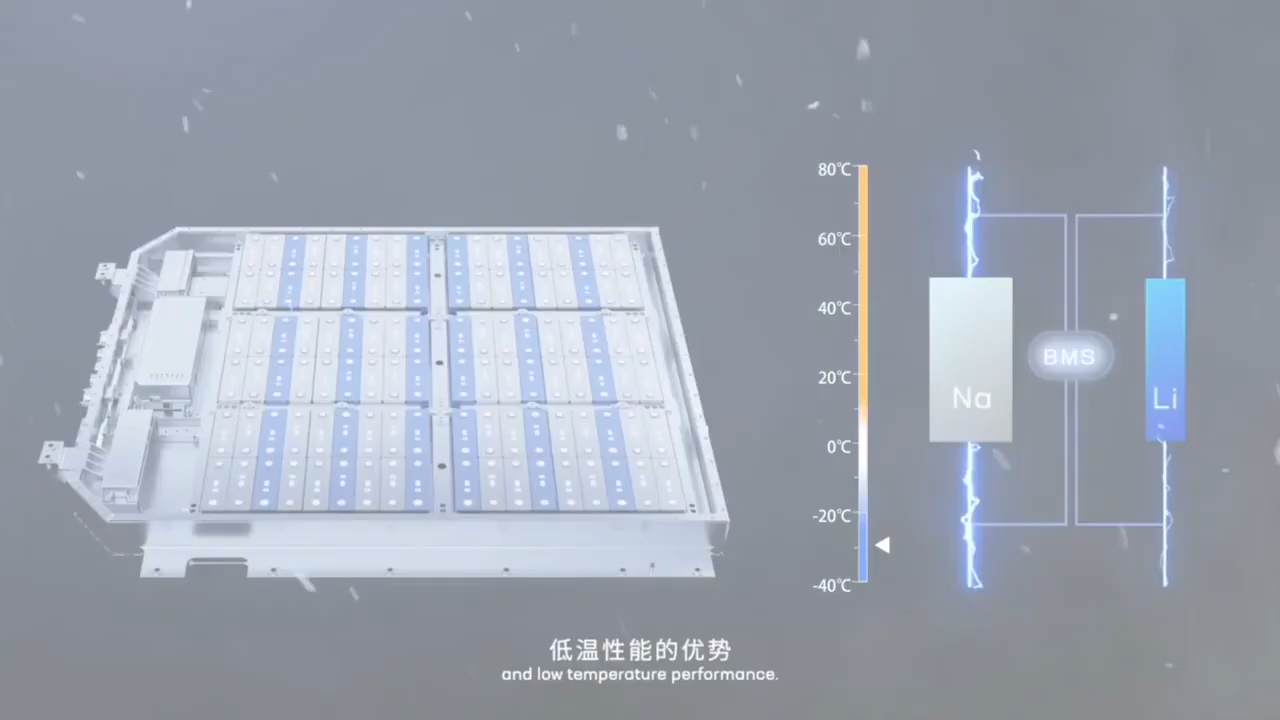 80℃
60℃
40℃
20℃
0℃
-20℃
-40℃
Na
BMS
Li
低温性能的优势
and low temperature performance.